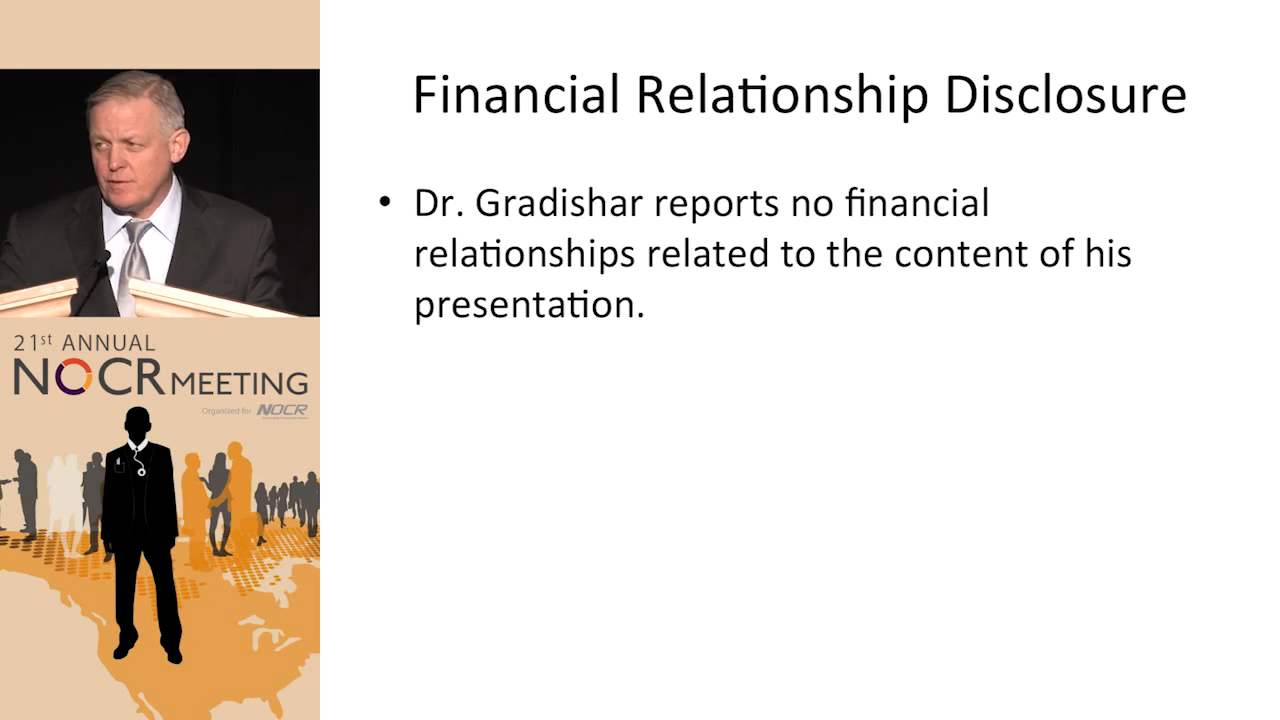 Financial Relationship Disclosure
• Dr. Gradishar reports no financial
relationships related to the content of his
presentation.
21st ANNUAL
NOCR MEETING
Organized for NOCR